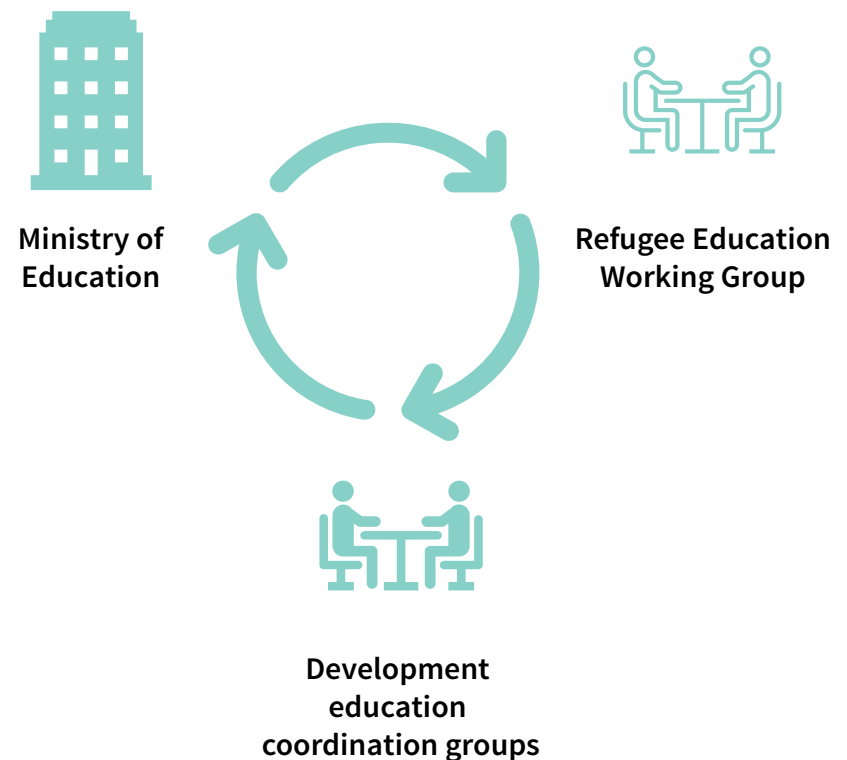 Ministry of
Education
Refugee Education
Working Group
Development
education
coordination groups